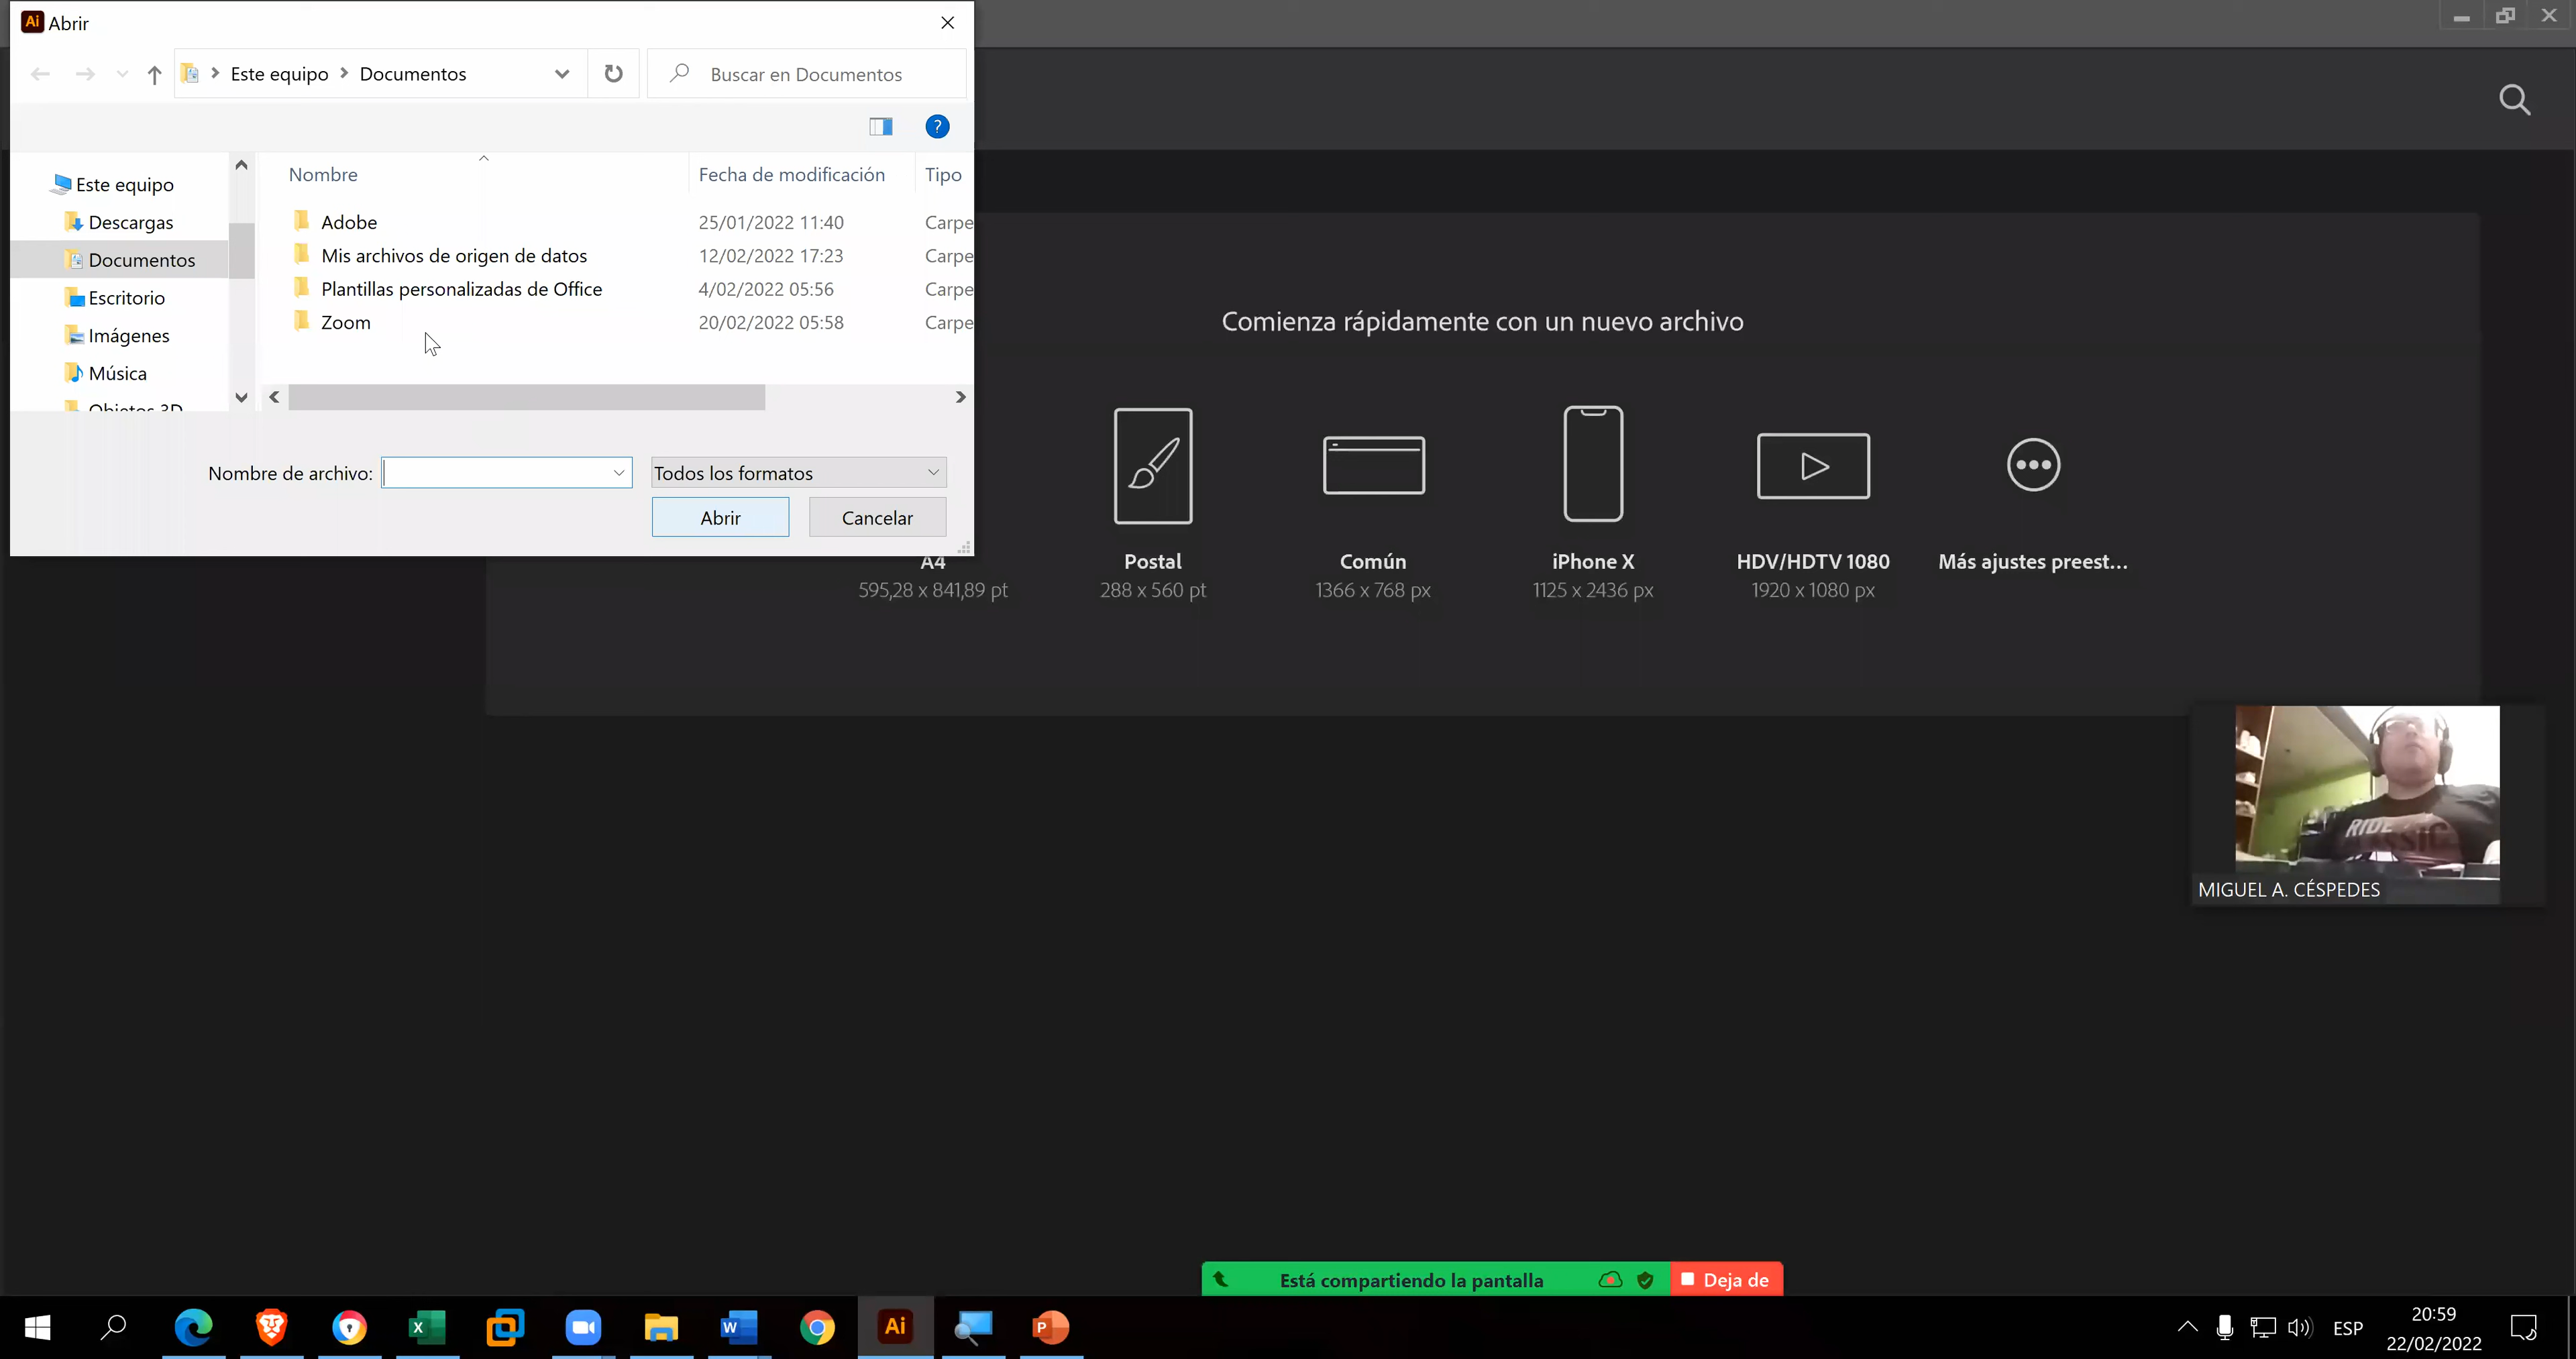 Ai Abrir
Este equipo > Documentos
Buscar en Documentos
?
Nombre
Fecha de modificación
Tipo
Este equipo
Descargas
Documentos
Escritorio
Imágenes
Música
Objetos 3D
Adobe 25/01/2022 11:40 Carpe
Mis archivos de origen de datos 12/02/2022 17:23 Carpe
Plantillas personalizadas de Office 4/02/2022 05:56 Carpe
Zoom 20/02/2022 05:58 Carpe
Nombre de archivo:
Todos los formatos
Abrir
Cancelar
Comienza rápidamente con un nuevo archivo
A4
595,28 x 841,89 pt
Postal
288 x 560 pt
Común
1366 x 768 px
iPhone X
1125 x 2436 px
HDV/HDTV 1080
1920 x 1080 px
Más ajustes preest...
RIDE
MIGUEL A. CÉSPEDES
Está compartiendo la pantalla
Deja de
X
W
Ai
P
ESP
20:59
22/02/2022